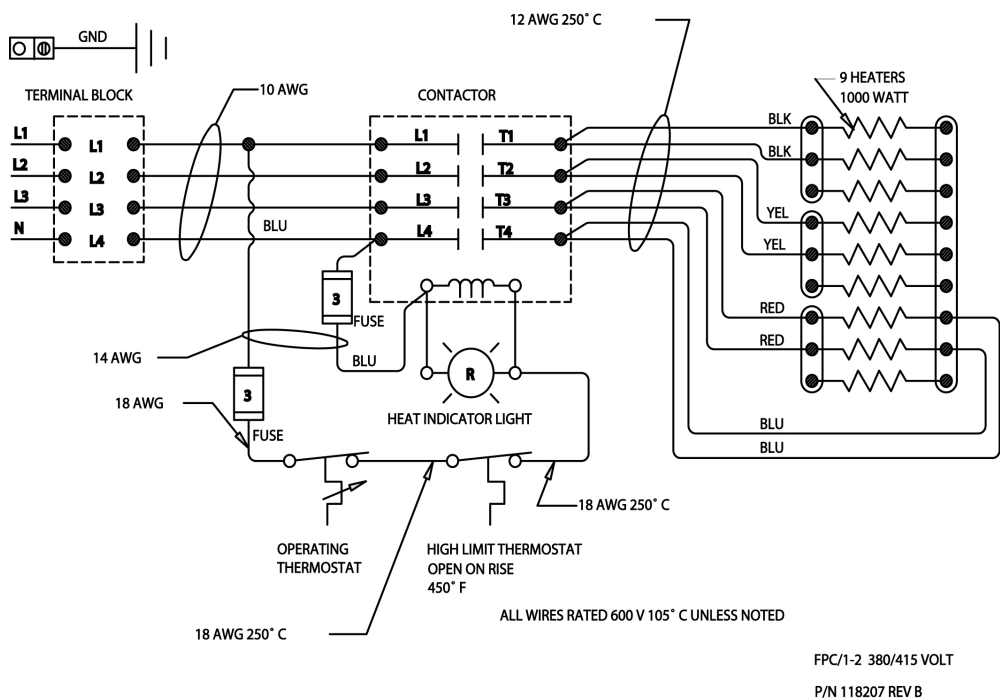 12 AWG 250° C
GND
9 HEATERS
1000 WATT
TERMINAL BLOCK
10 AWG
CONTACTOR
BLK
L1 L1 L1 T1
BLK
L2 L2 L2 T2
L3 L3 L3 T3
YEL
N L4 BLU L4 T4
YEL
3
FUSE
RED
14 AWG
BLU
RED
R
3
18 AWG
HEAT INDICATOR LIGHT
FUSE
BLU
BLU
18 AWG 250° C
OPERATING
THERMOSTAT
HIGH LIMIT THERMOSTAT
OPEN ON RISE
450° F
ALL WIRES RATED 600 V 105° C UNLESS NOTED
18 AWG 250° C
FPC/1-2 380/415 VOLT
P/N 118207 REV B